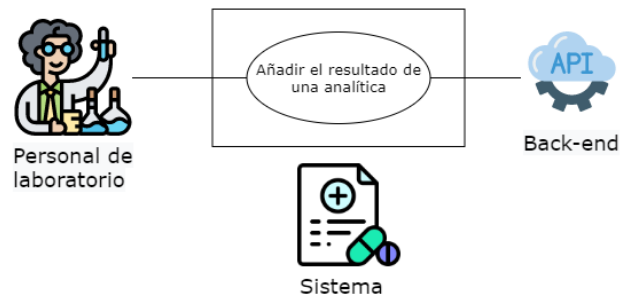 Añadir el resultado de
una analítica
API
Personal de
laboratorio
Back-end
Sistema